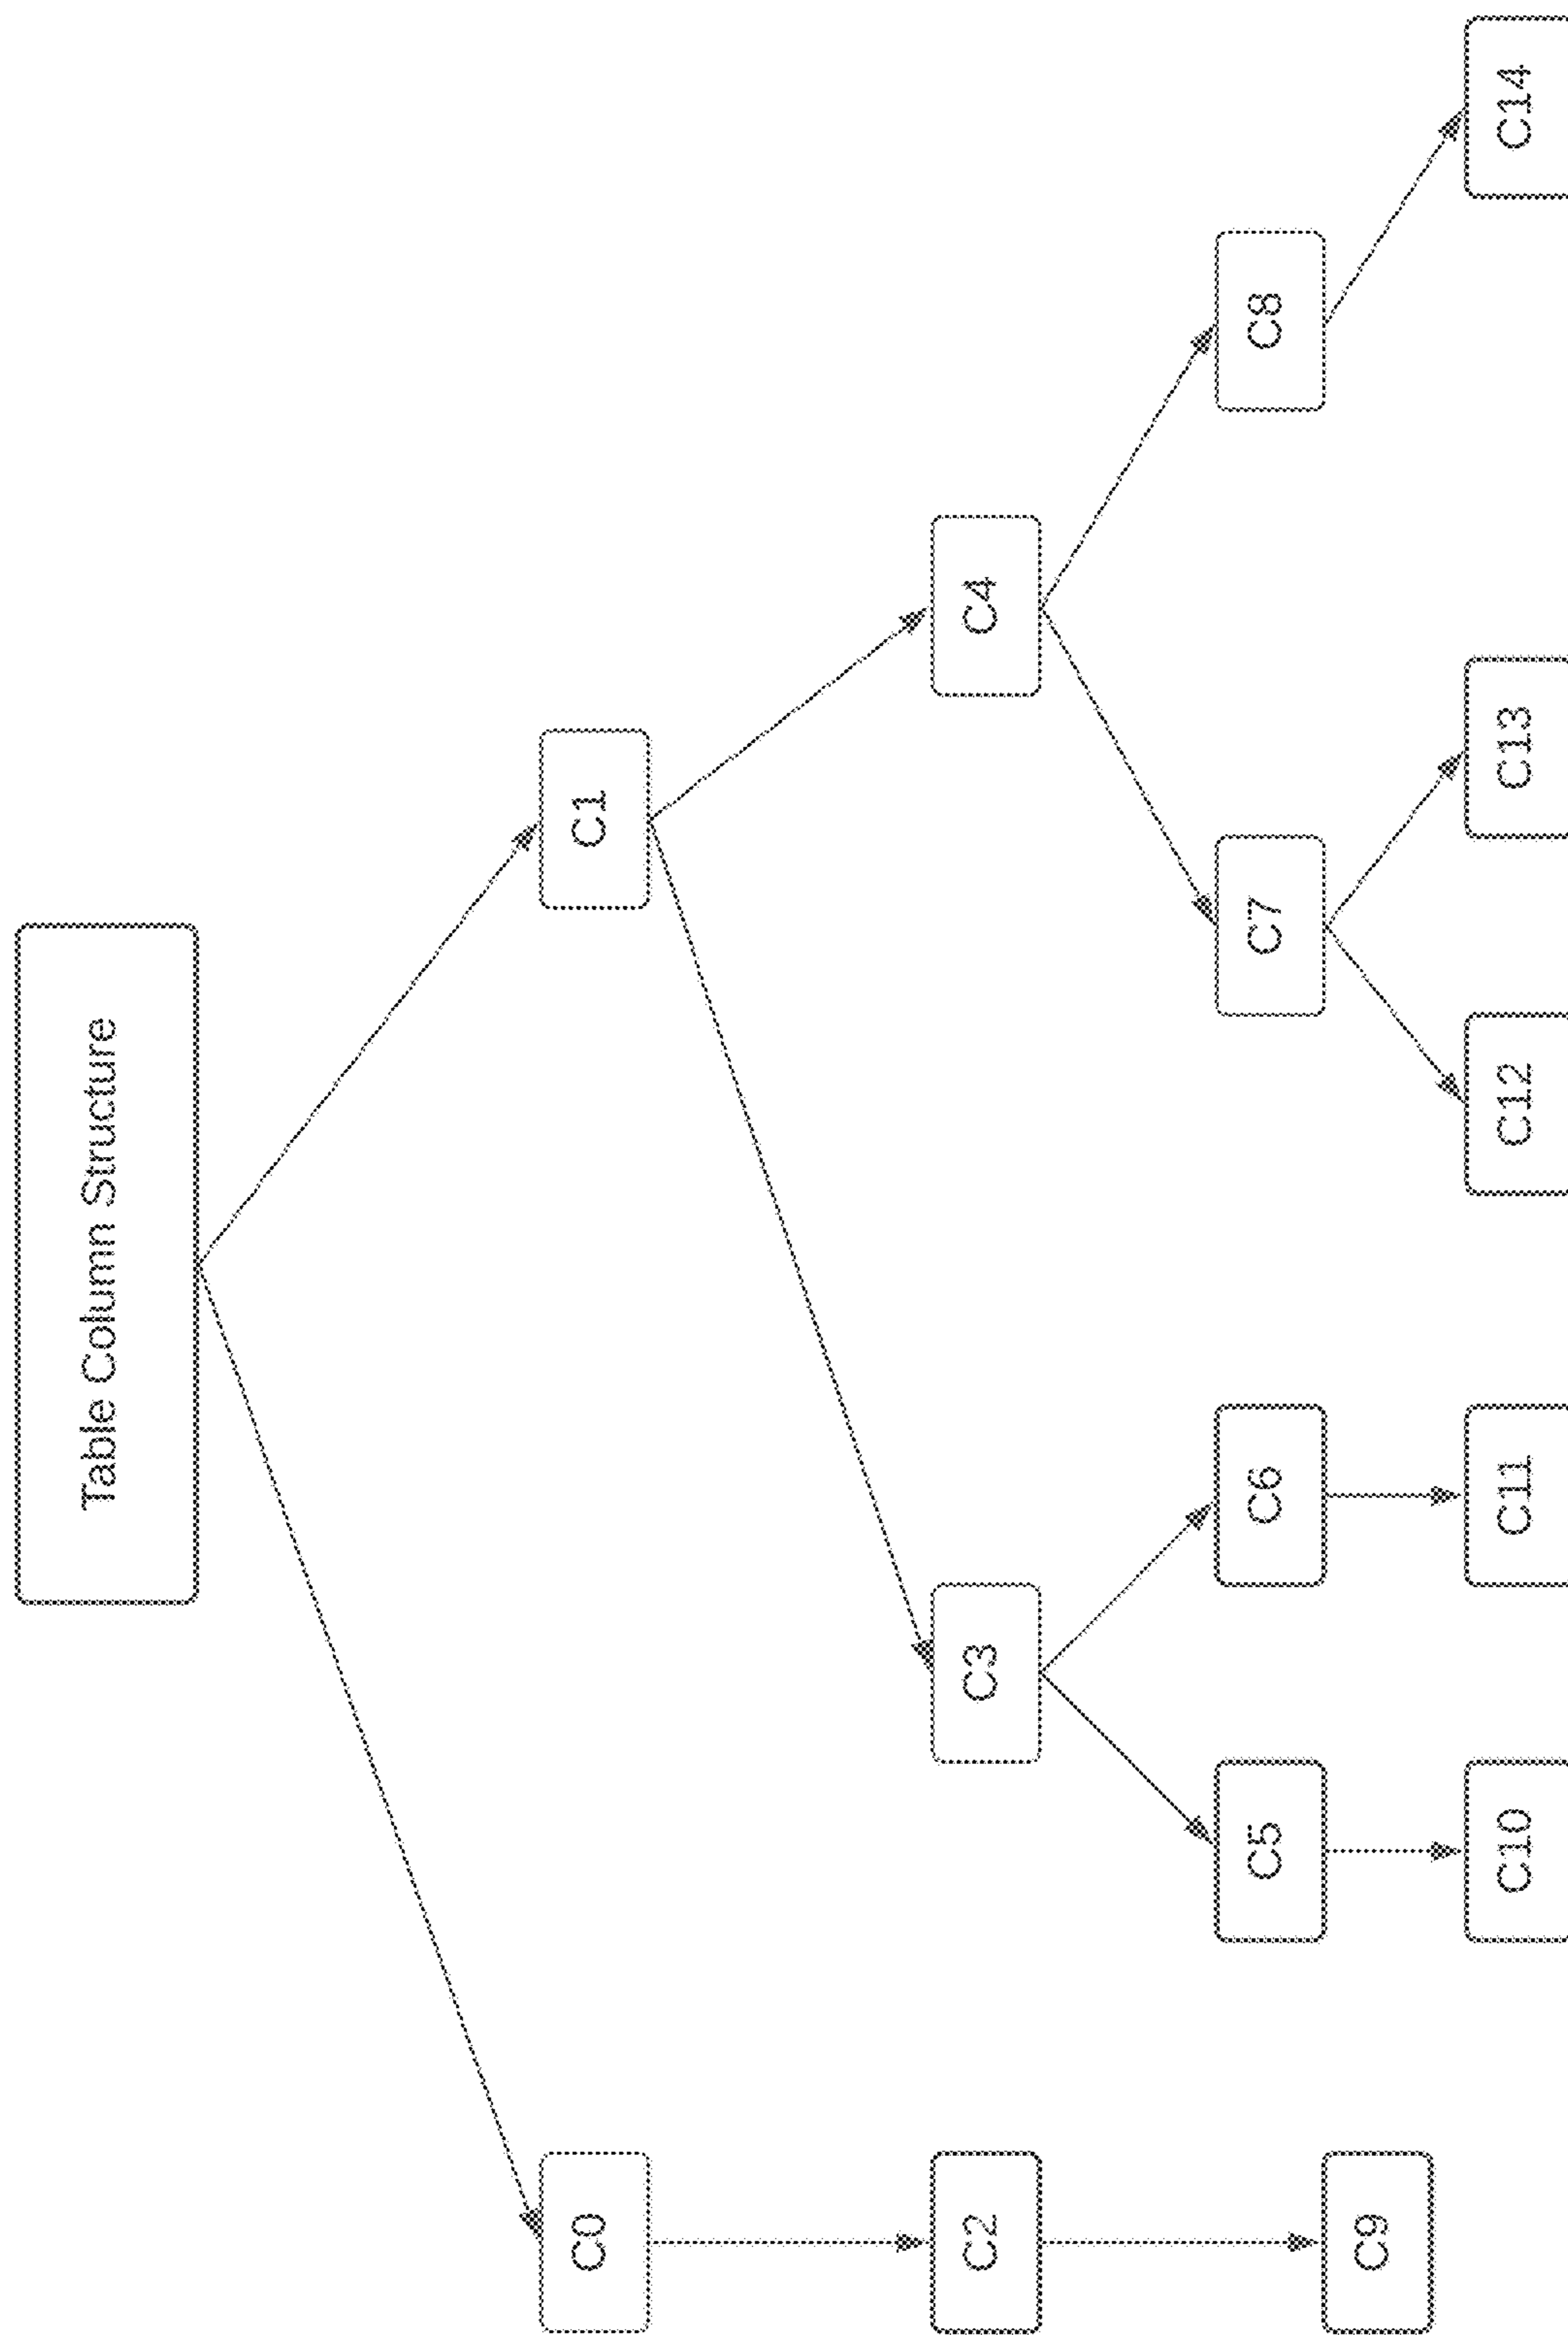 Table Column Structure
C0
C1
C2
C3
C4
C5
C6
C7
C8
C9
C10
C11
C12
C13
C14